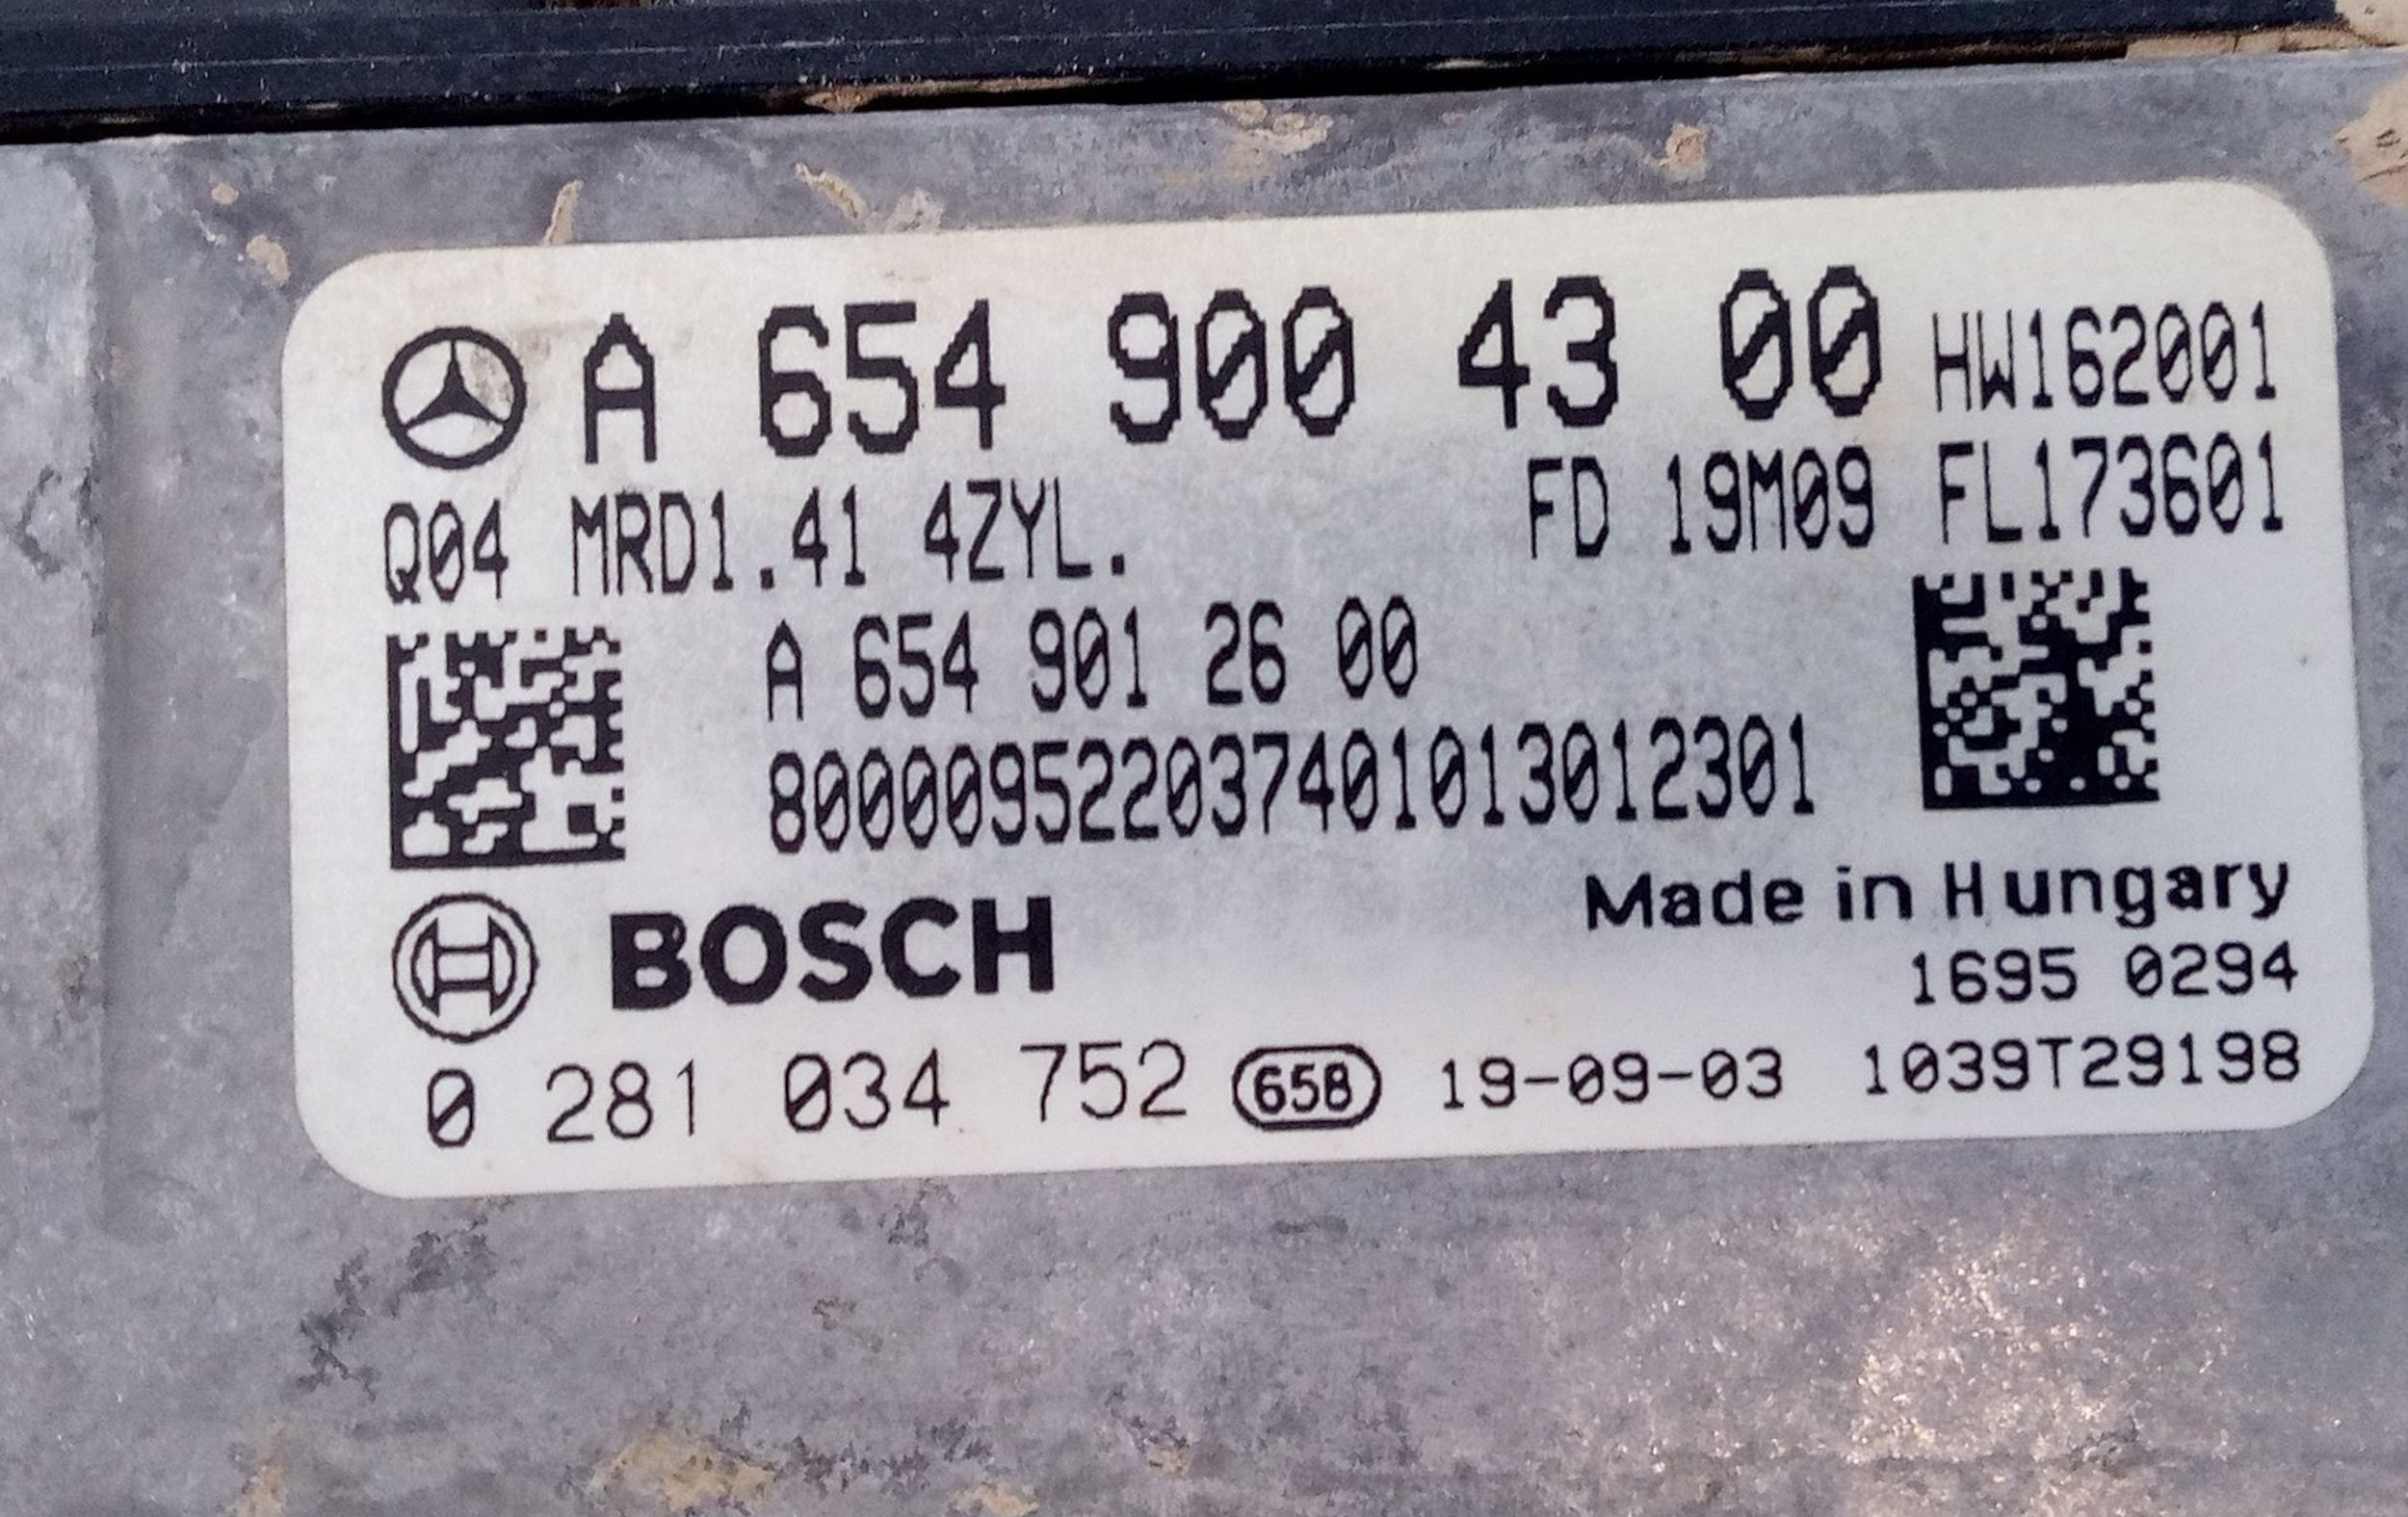 A 654 900 43 00 HW162001
Q04 MRD1.41 4ZYL. FD 19M09 FL173601
A 654 901 26 00
800009522037401013012301
BOSCH Made in Hungary
1695 0294
0 281 034 752 658 19-09-03 1039T29198